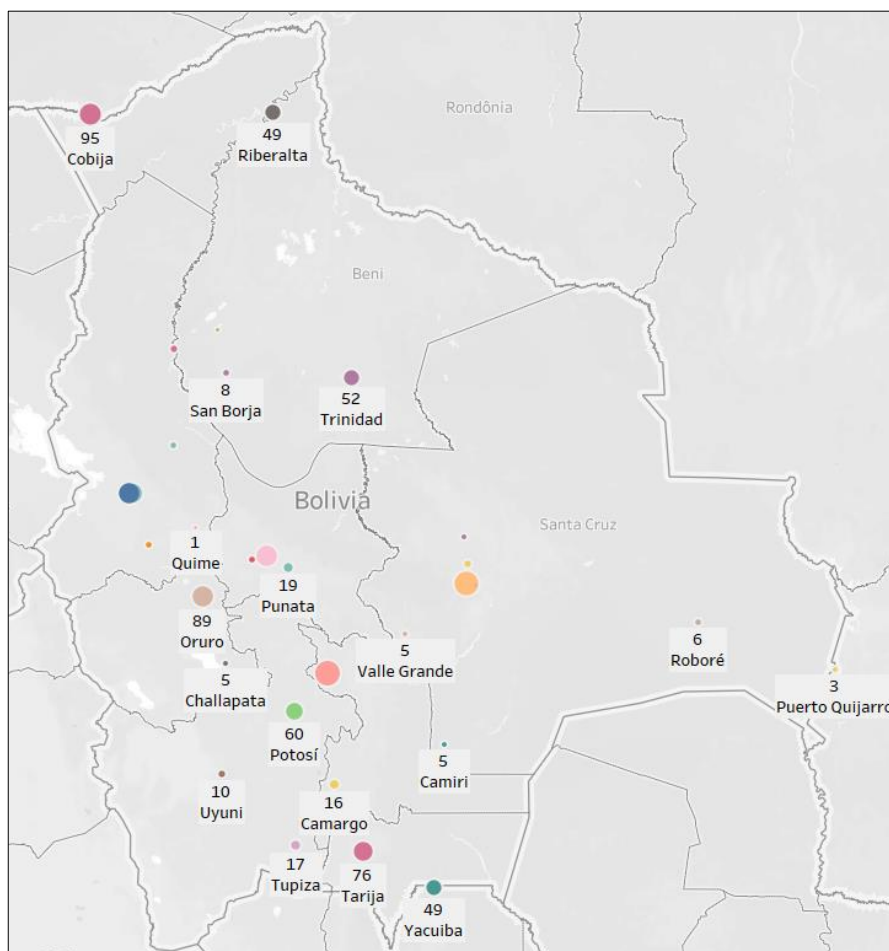 Rondônia
95
Cobija
49
Riberalta
Beni
8
San Borja
52
Trinidad
Bolivia
Santa Cruz
1
Quime
19
Punata
89
Oruro
5
Valle Grande
6
Roboré
5
Challapata
3
Puerto Quijarro
60
Potosí
5
Camiri
10
Uyuni
16
Camargo
17
Tupiza
76
Tarija
49
Yacuiba